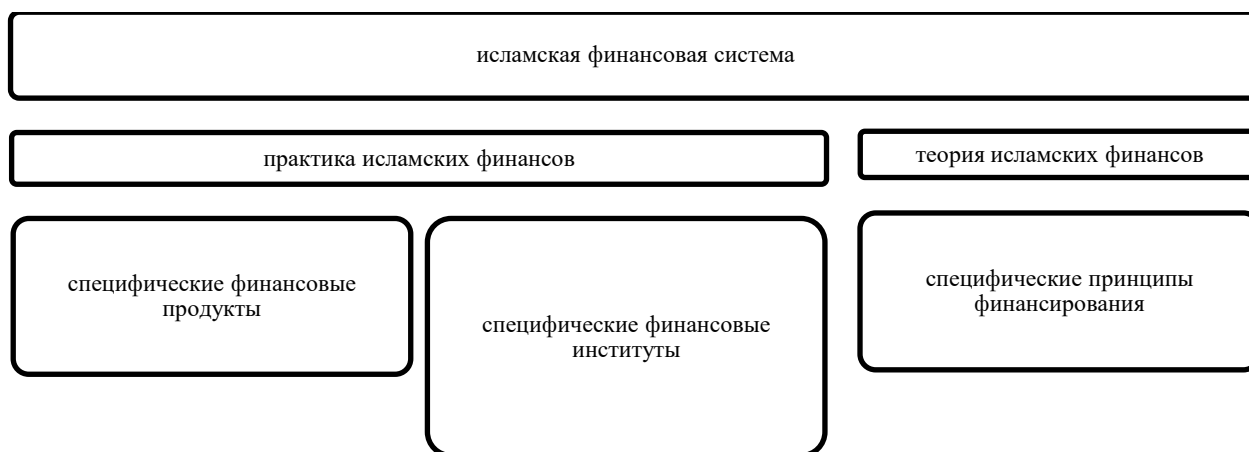 исламская финансовая система
практика исламских финансов
теория исламских финансов
специфические финансовые
продукты
специфические финансовые
институты
специфические принципы
финансирования